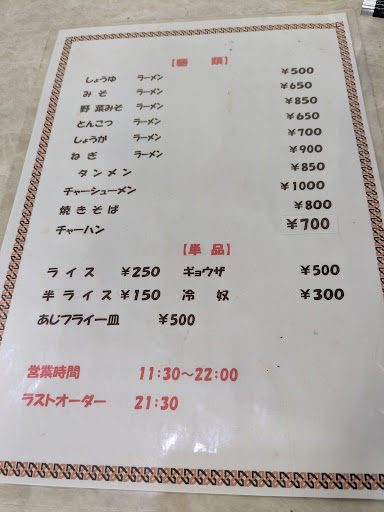 【麺 類】
しょうゆ ラーメン ¥500
みそ ラーメン ¥650
野菜みそ ラーメン ¥850
とんこつ ラーメン ¥650
しょうが ラーメン ¥700
ねぎ ラーメン ¥900
タンメン ¥850
チャーシューメン ¥1000
焼きそば ¥800
チャーハン ¥700
【単 品】
ライス ¥250 ギョウザ ¥500
半ライス ¥150 冷 奴 ¥300
あじフライ一皿 ¥500
営業時間 11:30~22:00
ラストオーダー 21:30